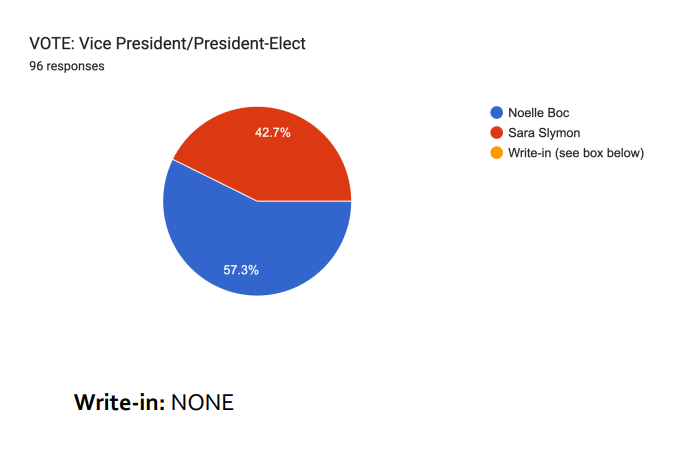 VOTE: Vice President/President-Elect
96 responses
42.7%
57.3%
Noelle Boc
Sara Slymon
Write-in (see box below)
Write-in: NONE